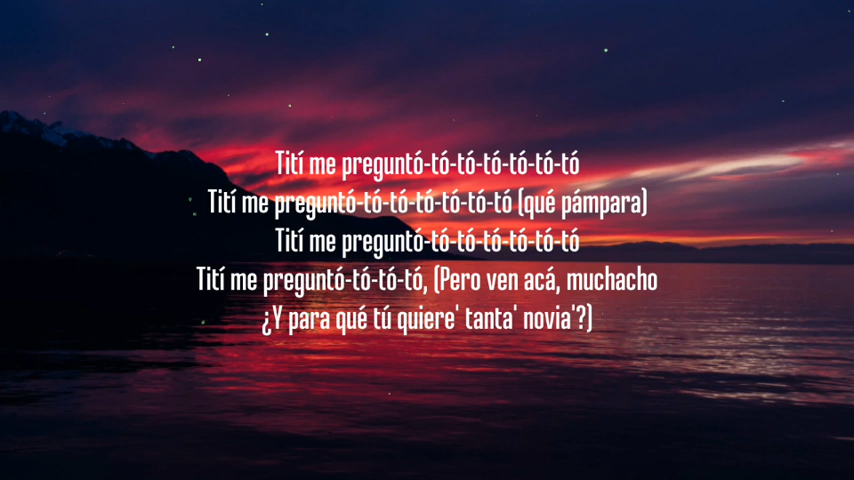 Tití me preguntó-tó-tó-tó-tó-tó-tó
Tití me preguntó-tó-tó-tó-tó-tó-tó (qué pámpara)
Tití me preguntó-tó-tó-tó-tó-tó-tó
Tití me preguntó-tó-tó-tó, (Pero ven acá, muchacho
¿Y para qué tú quiere' tanta' novia'?)